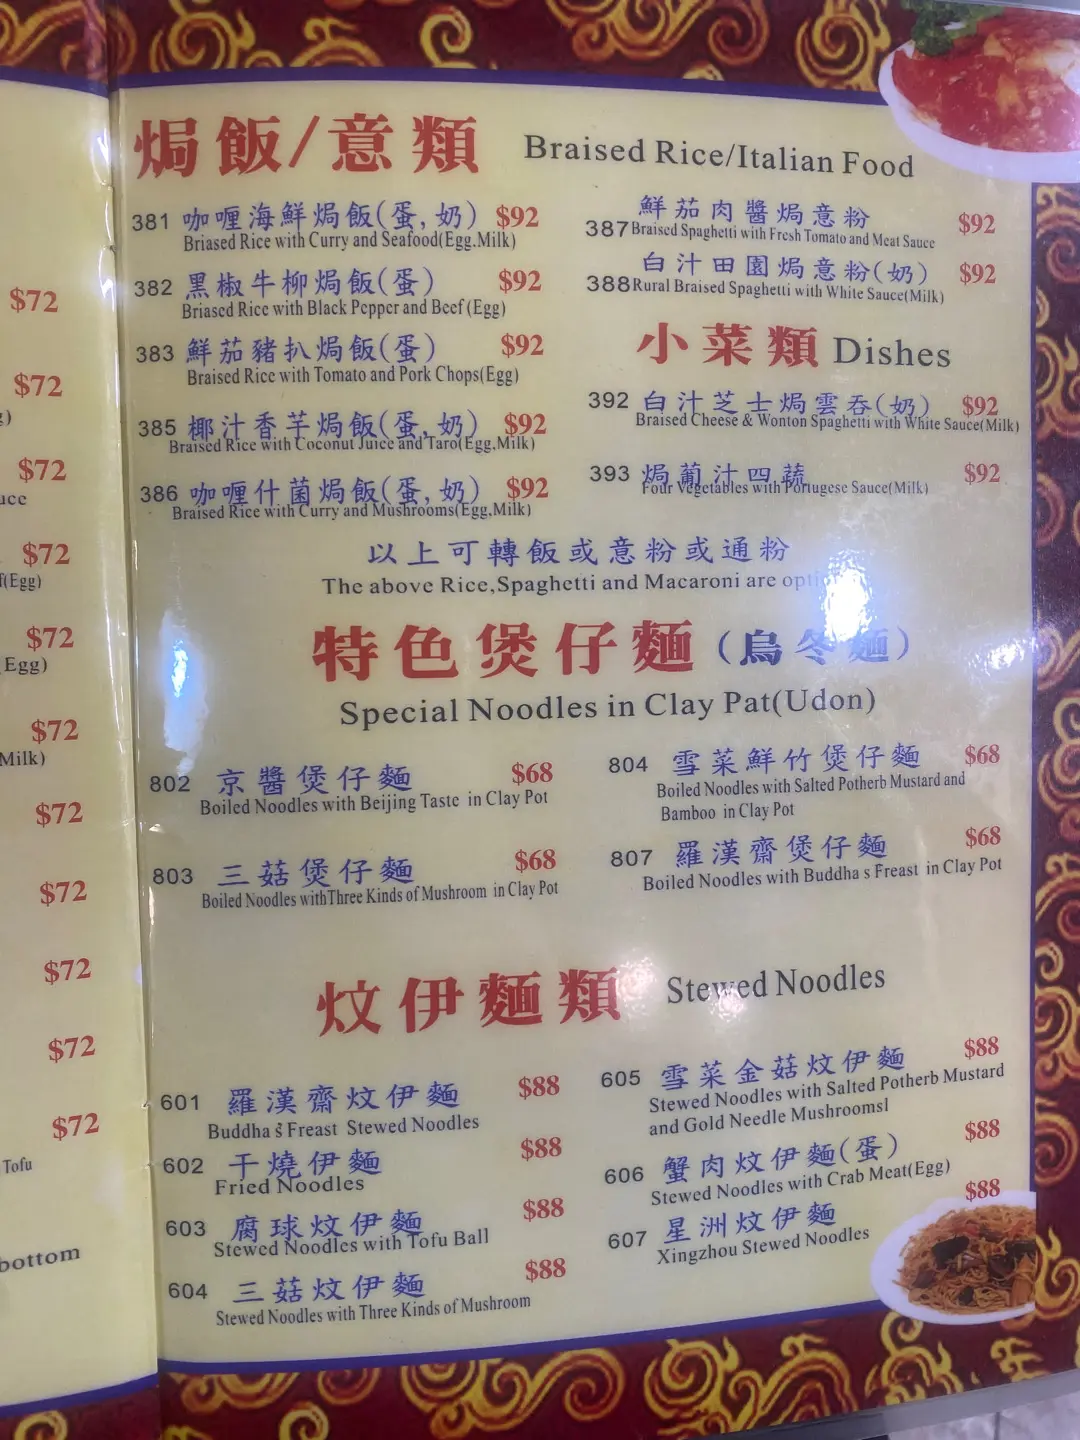 $72
$72
g)
$72
uce
$72
f(Egg)
$72
Egg)
$72
Milk)
$72
$72
$72
$72
$72
Tofu
bottom
焗飯/意類 Braised Rice/Italian Food
381 咖喱海鮮焗飯(蛋,奶) $92
Briased Rice with Curry and Seafood(Egg.Milk)
382 黑椒牛柳焗飯(蛋) $92
Briased Rice with Black Pepper and Beef (Egg)
383 鮮茄豬扒焗飯(蛋) $92
Braised Rice with Tomato and Pork Chops(Egg)
385 椰汁香芋焗飯(蛋,奶) $92
Braised Rice with Coconut Juice and Taro(Egg,Milk)
386 咖喱什菌焗飯(蛋,奶) $92
Braised Rice with Curry and Mushrooms(Egg,Milk)
387 鮮茄肉醬焗意粉 $92
Braised Spaghetti with Fresh Tomato and Meat Sauce
388 白汁田園焗意粉(奶) $92
Rural Braised Spaghetti with White Sauce(Milk)
小菜類 Dishes
392 白汁芝士焗雲吞(奶) $92
Braised Cheese & Wonton Spaghetti with White Sauce(Milk)
393 焗葡汁四蔬 $92
Four Vegetables with Portugese Sauce(Milk)
以上可轉飯或意粉或通粉
The above Rice,Spaghetti and Macaroni are
特色煲仔麵(烏冬麵)
Special Noodles in Clay Pat(Udon)
802 京醬煲仔麵 $68
Boiled Noodles with Beijing Taste in Clay Pot
803 三菇煲仔麵 $68
Boiled Noodles withThree Kinds of Mushroom in Clay Pot
804 雪菜鮮竹煲仔麵 $68
Boiled Noodles with Salted Potherb Mustard and
Bamboo in Clay Pot
807 羅漢齋煲仔麵 $68
Boiled Noodles with Buddha s Freast in Clay Pot
炆伊麵類 Stewed Noodles
601 羅漢齋炆伊麵 $88
Buddha's Freast Stewed Noodles
602 干燒伊麵 $88
Fried Noodles
603 腐球炆伊麵 $88
Stewed Noodles with Tofu Ball
604 三菇炆伊麵 $88
Stewed Noodles with Three Kinds of Mushroom
605 雪菜金菇炆伊麵 $88
Stewed Noodles with Salted Potherb Mustard
and Gold Needle Mushroomsl
606 蟹肉炆伊麵(蛋) $88
Stewed Noodles with Crab Meat(Egg)
607 星洲炆伊麵 $88
Xingzhou Stewed Noodles